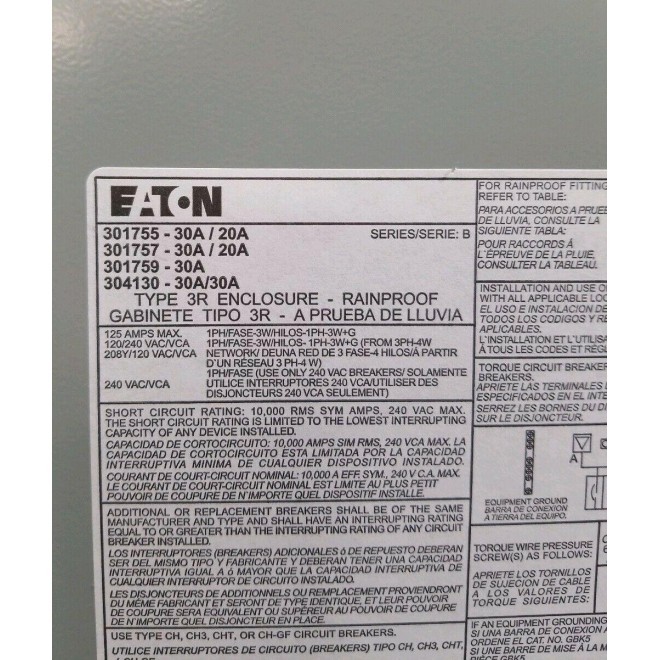 EATON
301755 - 30A / 20A
SERIES/SERIE: B
301757 - 30A / 20A
301759 - 30A
304130 - 30A/30A
TYPE 3R ENCLOSURE - RAINPROOF
GABINETE TIPO 3R - A PRUEBA DE LLUVIA
125 AMPS MAX. 1PH/FASE-3W/HILOS-1PH-3W+G
120/240 VAC/VCA 1PH/FASE-3W/HILOS- 1PH-3W+G (FROM 3PH-4W
208Y/120 VAC/VCA NETWORK/ DEUNA RED DE 3 FASE-4 HILOS/Á PARTIR
D'UN RÉSEAU 3 PH-4 W)
1PH/FASE (USE ONLY 240 VAC BREAKERS/ SOLAMENTE
240 VAC/VCA UTILICE INTERRUPTORES 240 VCA/UTILISER DES
DISJONCTEURS 240 VCA SEULEMENT)
SHORT CIRCUIT RATING: 10,000 RMS SYM AMPS, 240 VAC MAX.
THE SHORT CIRCUIT RATING IS LIMITED TO THE LOWEST INTERRUPTING
CAPACITY OF ANY DEVICE INSTALLED.
CAPACIDAD DE CORTOCIRCUITO: 10,000 AMPS SIM RMS, 240 VCA MAX. LA
CAPACIDAD DE CORTOCIRCUITO ESTA LIMITADA POR LA CAPACIDAD
INTERRUPTIVA MINIMA DE CUALQUIER DISPOSITIVO INSTALADO.
COURANT DE COURT-CIRCUIT NOMINAL: 10,000 A EFF. SYM., 240 V C.A. MAX.
LE COURANT DE COURT-CIRCUIT NOMINAL EST LIMITE AU PLUS PETIT
POUVOIR DE COUPURE DE N'IMPORTE QUEL DISJONCTEUR INSTALLE.
ADDITIONAL OR REPLACEMENT BREAKERS SHALL BE OF THE SAME
MANUFACTURER AND TYPE AND SHALL HAVE AN INTERRUPTING RATING
EQUAL TO OR GREATER THAN THE INTERRUPTING RATING OF ANY CIRCUIT
BREAKER INSTALLED.
LOS INTERRUPTORES (BREAKERS) ADICIONALES ó DE REPUESTO DEBERAN
SER DEL MISMO TIPO Y FABRICANTE Y DEBERAN TENER UNA CAPACIDAD
INTERRUPTIVA IGUAL A ó MAYOR QUE LA CAPACIDAD INTERRUPTIVA DE
CUALQUIER INTERRUPTOR DE CIRCUITO INSTALADO.
LES DISJONCTEURS ADDITIONNELS OU REMPLACEMENT PROVIENDRONT
DU MÊME FABRICANT ET SERONT DE TYPE IDENTIQUE, ET LEUR POUVOIR
DE COUPURE SERA EQUIVALENT OU SUPÉRIEUR AU POUVOIR DE COUPURE
DE N'IMPORTE QUEL DISJONCTEUR EN PLACE.
USE TYPE CH, CH3, CHT, OR CH-GF CIRCUIT BREAKERS.
UTILICE INTERRUPTORES (BREAKERS) TIPO CH, CH3, CHT,
FOR RAINPROOF FITTING
REFER TO TABLE:
PARA ACCESORIOS A PRUEB
DE LLUVIA, CONSULTE LA
SIGUIENTE TABLA:
POUR RACCORDS Á
L'ÉPREUVE DE LA PLUIE,
CONSULTER LA TABLEAU.
INSTALLATION AND USE O
WITH ALL APPLICABLE LOC
EL USO E INSTALACION DE
TODOS LOS CODIGOS Y RE
APLICABLES.
L'INSTALLATION ET L'UTILISA
Á TOUS LES CODES ET RÉGL
TORQUE CIRCUIT BREAKER
BREAKERS.
APRIETE LAS TERMINALES
ESPECIFICADOS EN EL INTE
SERREZ LES BORNES DU DI
SUR LE DISJONCTEUR.
A
EQUIPMENT GROUND
BARRA DE CONEXION
A TIERRA DEL EQUIPO.
TORQUE WIRE PRESSURE
SCREW(S) AS FOLLOWS:
APRIETE LOS TORNILLOS
DE SUJECION DE CABLE
A LOS VALORES DE
TORQUE SIGUIENTES:
IF AN EQUIPMENT GROUNDING
ORDENE EL CAT. NO. GBK5
SI UNE BARRE DE MISE À LA M
PIÈCE GBK5